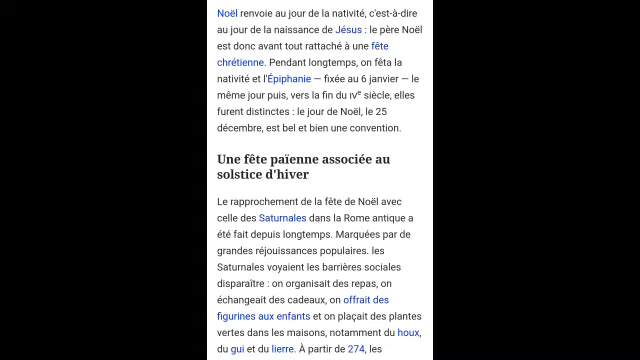 Noël renvoie au jour de la nativité, c'est-à-dire
au jour de la naissance de Jésus : le père Noël
est donc avant tout rattaché à une fête
chrétienne. Pendant longtemps, on fêta la
nativité et l'Épiphanie — fixée au 6 janvier — le
même jour puis, vers la fin du IVe siècle, elles
furent distinctes : le jour de Noël, le 25
décembre, est bel et bien une convention.
Une fête païenne associée au
solstice d'hiver
Le rapprochement de la fête de Noël avec
celle des Saturnales dans la Rome antique a
été fait depuis longtemps. Marquées par de
grandes réjouissances populaires. les
Saturnales voyaient les barrières sociales
disparaître : on organisait des repas, on
échangeait des cadeaux, on offrait des
figurines aux enfants et on plaçait des plantes
vertes dans les maisons, notamment du houx,
du gui et du lierre. À partir de 274, les